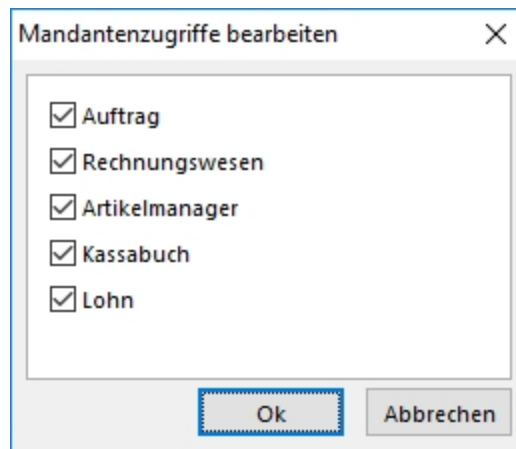 Mandantenzugriffe bearbeiten
Auftrag
Rechnungswesen
Artikelmanager
Kassabuch
Lohn
Ok Abbrechen